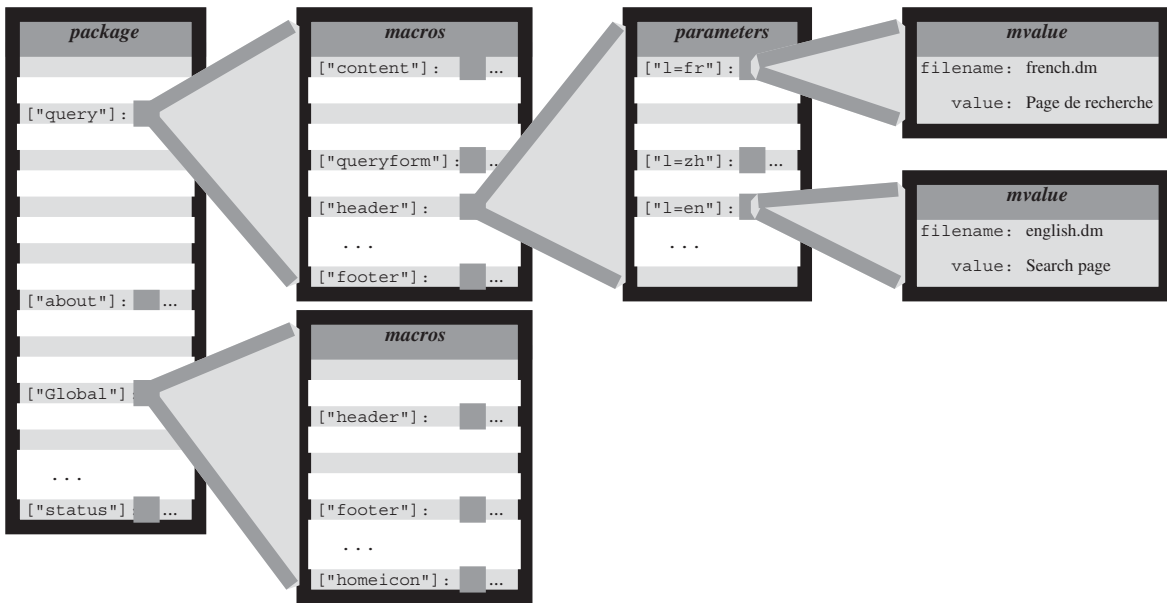 package
["query"]:
["about"]: ...
["Global"]:
...
["status"]: ...
macros
["content"]: ...
["queryform"]: ...
["header"]:
...
["footer"]: ...
macros
["header"]: ...
["footer"]: ...
...
["homeicon"]: ...
parameters
["l=fr"]:
["l=zh"]: ...
["l=en"]:
...
mvalue
filename: french.dm
value: Page de recherche
mvalue
filename: english.dm
value: Search page